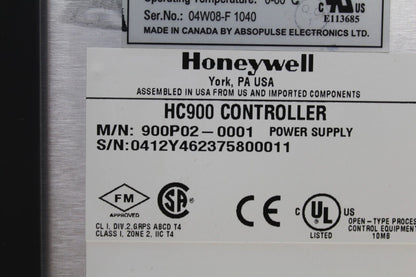 Operating Temperature: 0-60°C
Ser.No.: 04W08-F 1040
C UL US
E113685
MADE IN CANADA BY ABSOPULSE ELECTRONICS LTD.
Honeywell
York, PA USA
ASSEMBLED IN USA FROM US AND IMPORTED COMPONENTS
HC900 CONTROLLER
M/N: 900P02-0001 POWER SUPPLY
S/N:0412Y462375800011
FM
APPROVED
CL I, DIV.2,GRPS ABCD T4
CLASS I, ZONE 2, IIC T4
SA
CE
C UL US
LISTED
OPEN-TYPE PROCESS
CONTROL EQUIPMENT
10M8